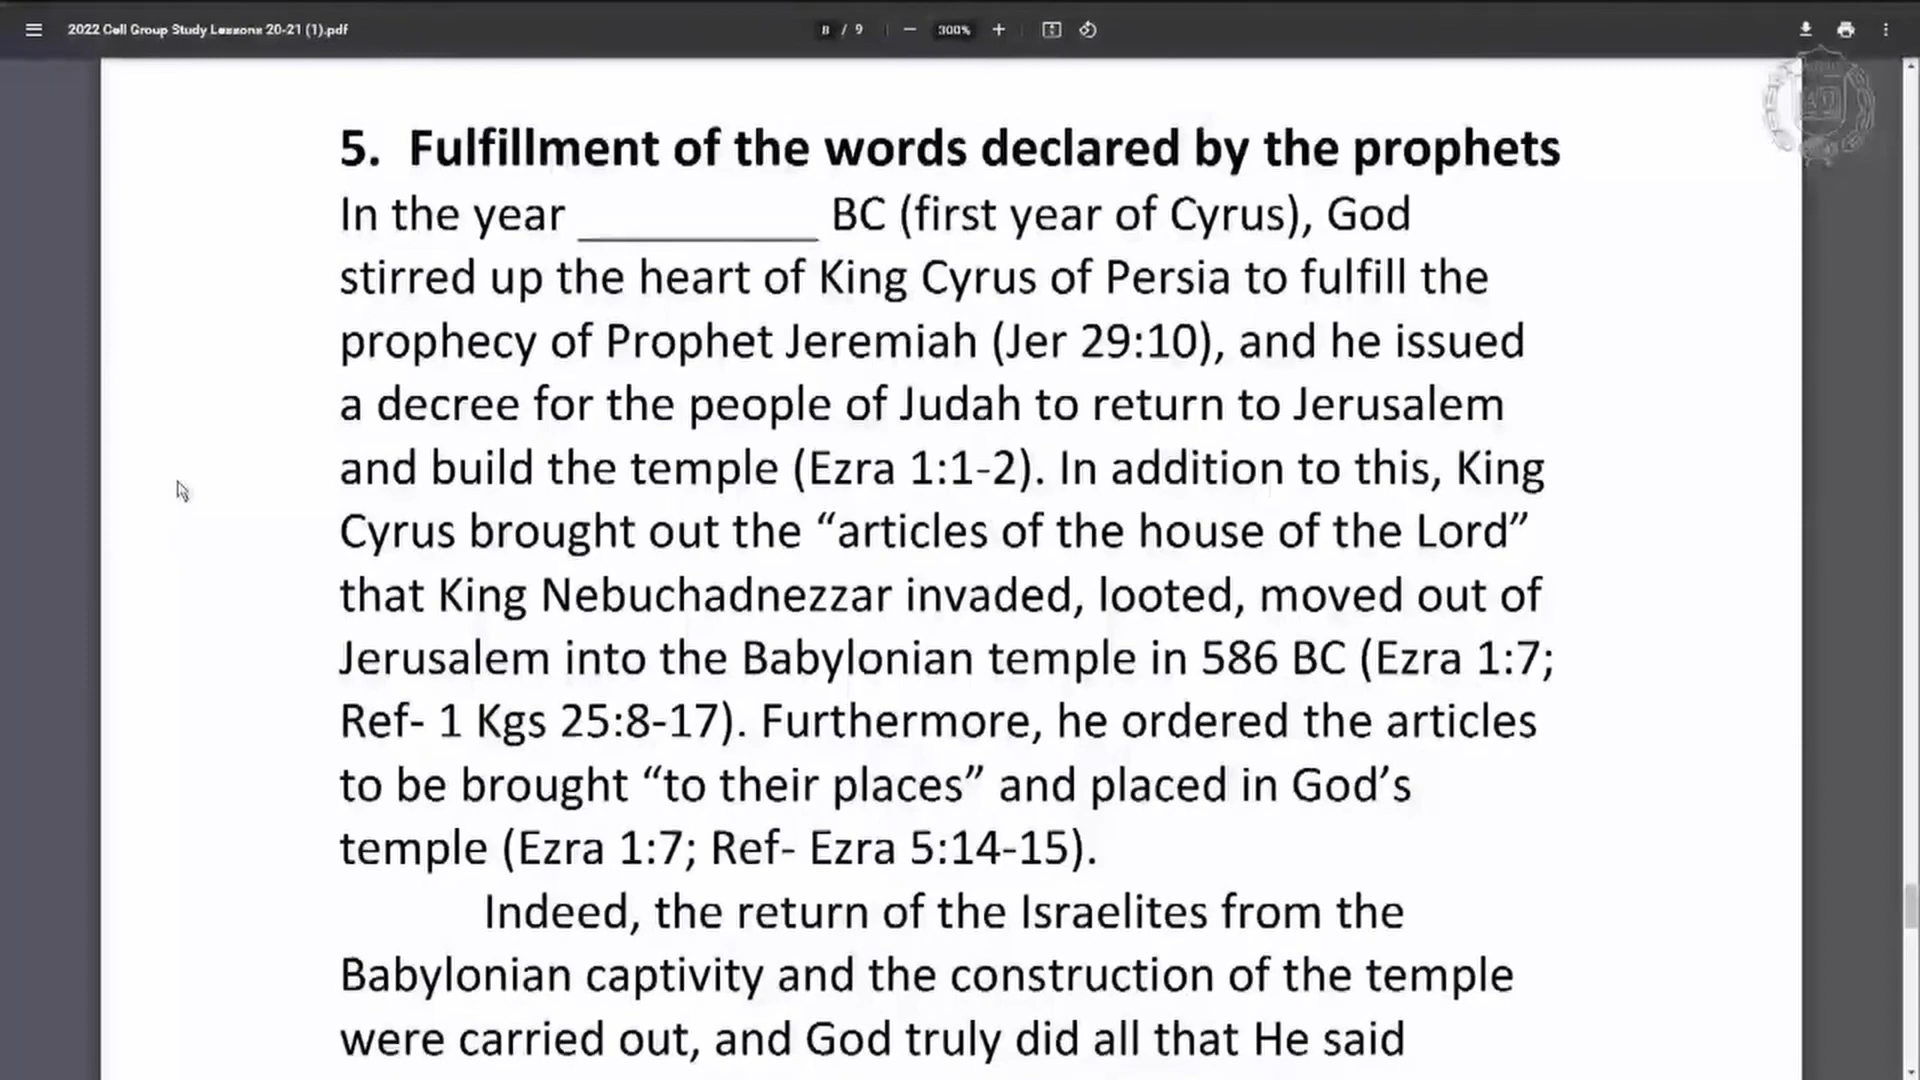 2022 Cell Group Study Lessons 20-21 (1).pdf
8 / 9
300%
5. Fulfillment of the words declared by the prophets
In the year __________ BC (first year of Cyrus), God
stirred up the heart of King Cyrus of Persia to fulfill the
prophecy of Prophet Jeremiah (Jer 29:10), and he issued
a decree for the people of Judah to return to Jerusalem
and build the temple (Ezra 1:1-2). In addition to this, King
Cyrus brought out the “articles of the house of the Lord”
that King Nebuchadnezzar invaded, looted, moved out of
Jerusalem into the Babylonian temple in 586 BC (Ezra 1:7;
Ref- 1 Kgs 25:8-17). Furthermore, he ordered the articles
to be brought “to their places” and placed in God’s
temple (Ezra 1:7; Ref- Ezra 5:14-15).
Indeed, the return of the Israelites from the
Babylonian captivity and the construction of the temple
were carried out, and God truly did all that He said